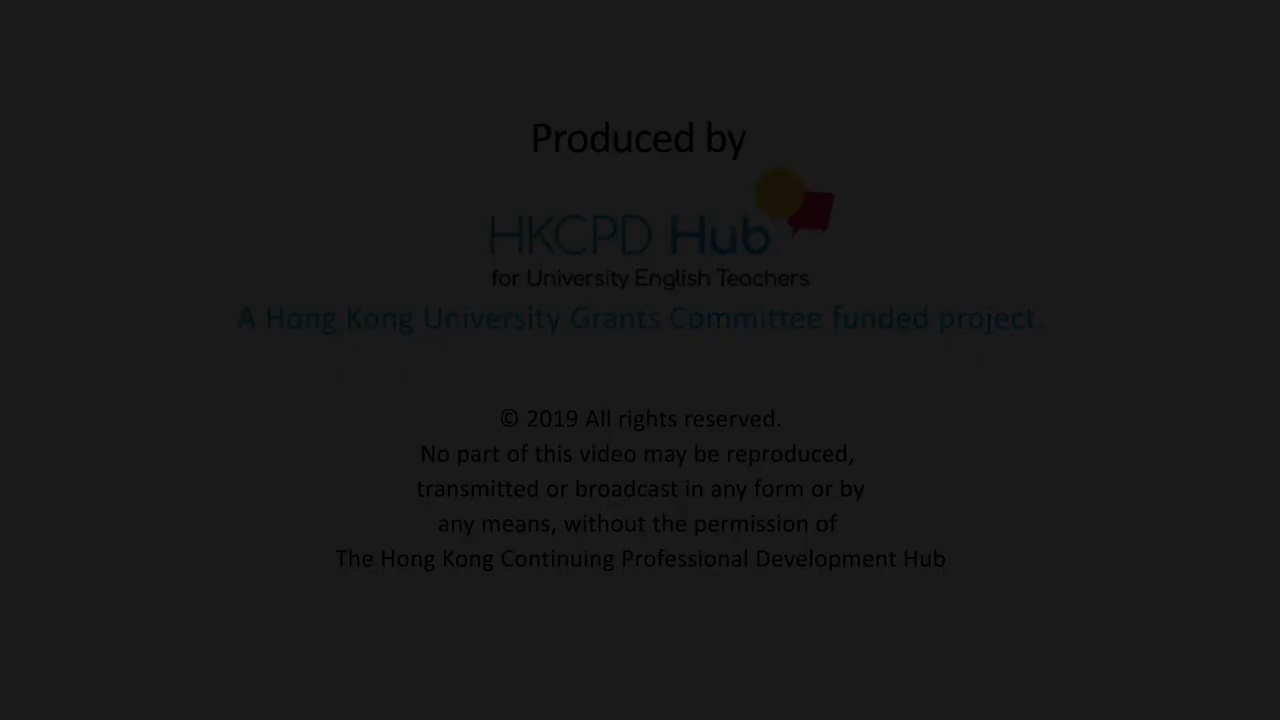 Produced by
HKCPD Hub
for University English Teachers
A Hong Kong University Grants Committee funded project.
© 2019 All rights reserved.
No part of this video may be reproduced,
transmitted or broadcast in any form or by
any means, without the permission of
The Hong Kong Continuing Professional Development Hub